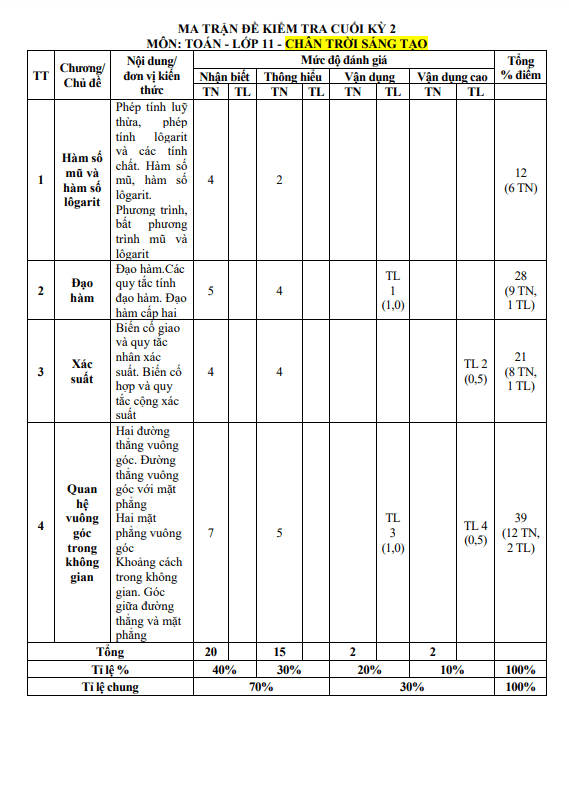 MA TRẬN ĐỀ KIỂM TRA CUỐI KỲ 2
MÔN: TOÁN - LỚP 11 - CHÂN TRỜI SÁNG TẠO
TT
Chương/
Chủ đề
Nội dung/
đơn vị kiến
thức
Mức độ đánh giá
Tổng
% điểm
Nhận biết
Thông hiểu
Vận dụng
Vận dụng cao
TN TL TN TL TN TL TN TL
1
Hàm số
mũ và
hàm số
lôgarit
Phép tính luỹ
thừa, phép
tính lôgarit
và các tính
chất. Hàm số
mũ, hàm số
lôgarit.
Phương trình,
bất phương
trình mũ và
lôgarit
4
2
12
(6 TN)
2
Đạo
hàm
Đạo hàm.Các
quy tắc tính
đạo hàm. Đạo
hàm cấp hai
5
4
TL
1
(1,0)
28
(9 TN,
1 TL)
3
Xác
suất
Biến cố giao
và quy tắc
nhân xác
suất. Biến cố
hợp và quy
tắc cộng xác
suất
4
4
TL 2
(0,5)
21
(8 TN,
1 TL)
4
Quan
hệ
vuông
góc
trong
không
gian
Hai đường
thẳng vuông
góc. Đường
thẳng vuông
góc với mặt
phẳng
Hai mặt
phẳng vuông
góc
Khoảng cách
trong không
gian. Góc
giữa đường
thẳng và mặt
phẳng
7
5
TL
3
(1,0)
TL 4
(0,5)
39
(12 TN,
2 TL)
Tổng 20 15 2 2
Tỉ lệ % 40% 30% 20% 10% 100%
Tỉ lệ chung 70% 30% 100%